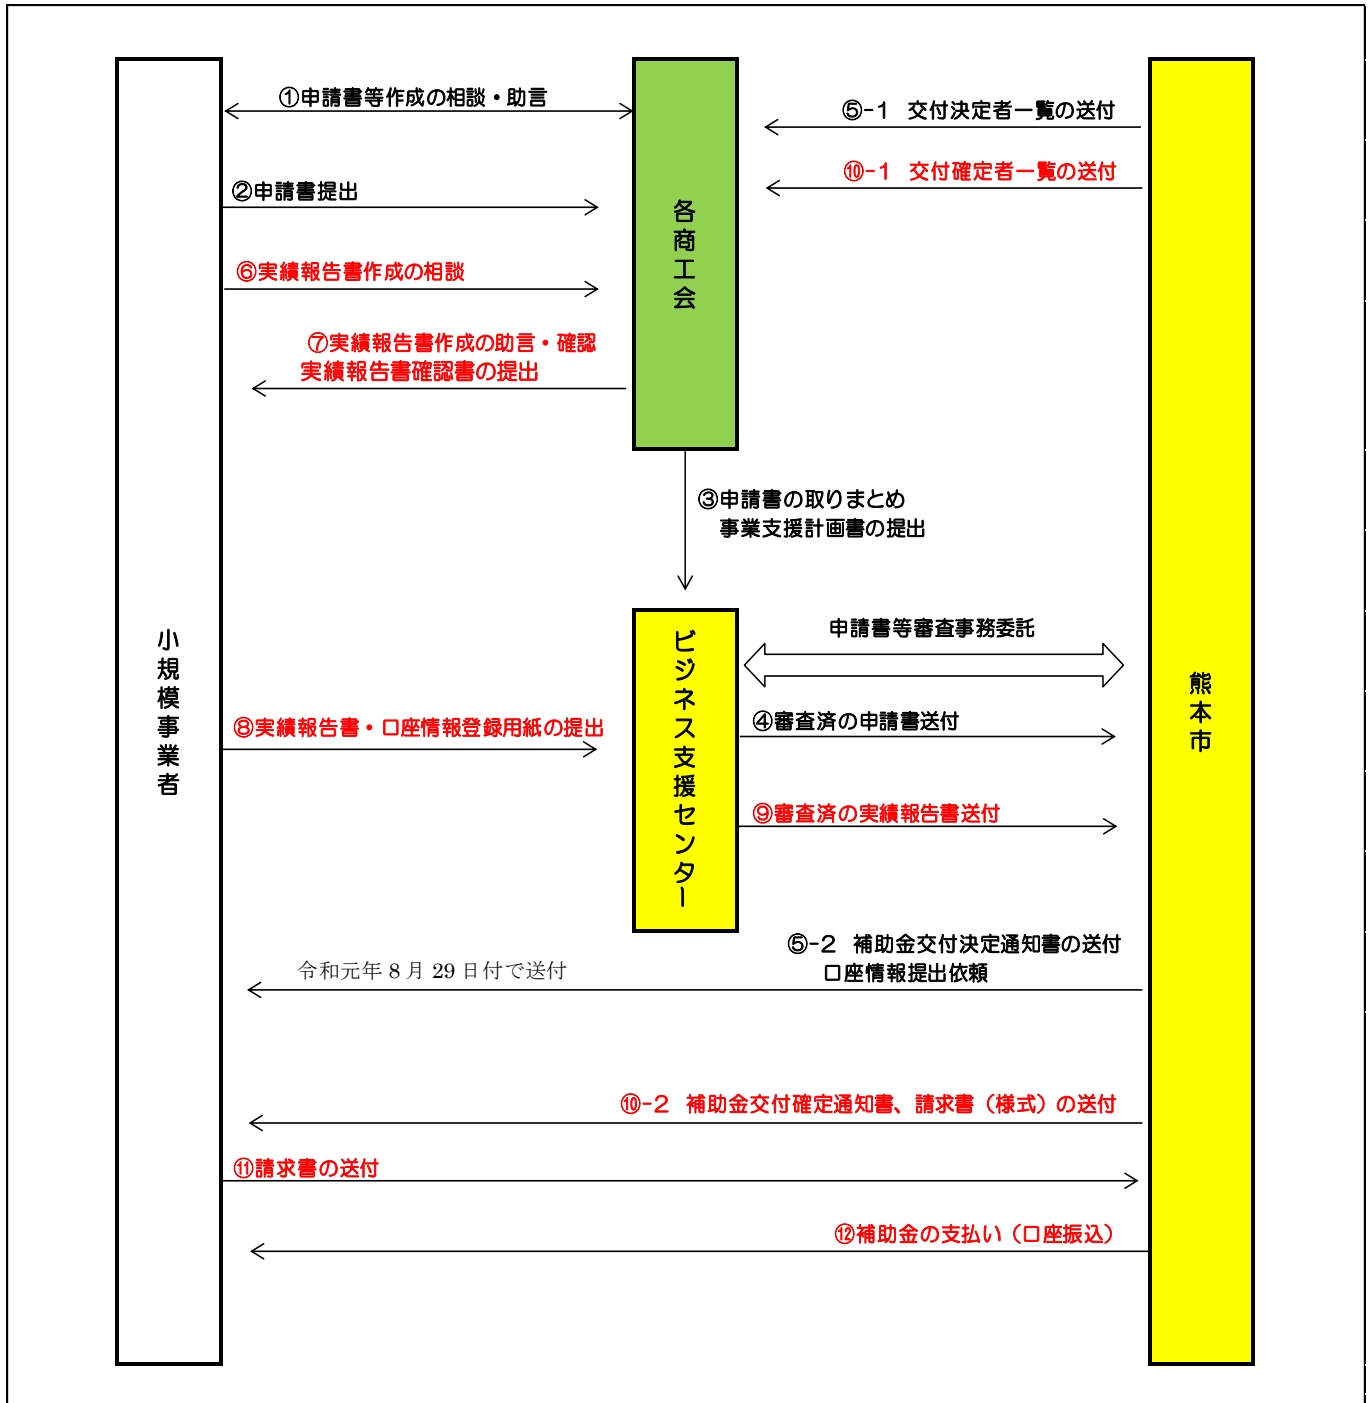 ①申請書等作成の相談・助言
⑤-1 交付決定者一覧の送付
⑩-1 交付確定者一覧の送付
②申請書提出
各商工会
⑥実績報告書作成の相談
⑦実績報告書作成の助言・確認
実績報告書確認書の提出
③申請書の取りまとめ
事業支援計画書の提出
小規模事業者
ビジネス支援センター
申請書等審査事務委託
熊本市
⑧実績報告書・口座情報登録用紙の提出
④審査済の申請書送付
⑨審査済の実績報告書送付
⑤-2 補助金交付決定通知書の送付
口座情報提出依頼
令和元年 8 月 29 日付で送付
⑩-2 補助金交付確定通知書、請求書（様式）の送付
⑪請求書の送付
⑫補助金の支払い（口座振込）